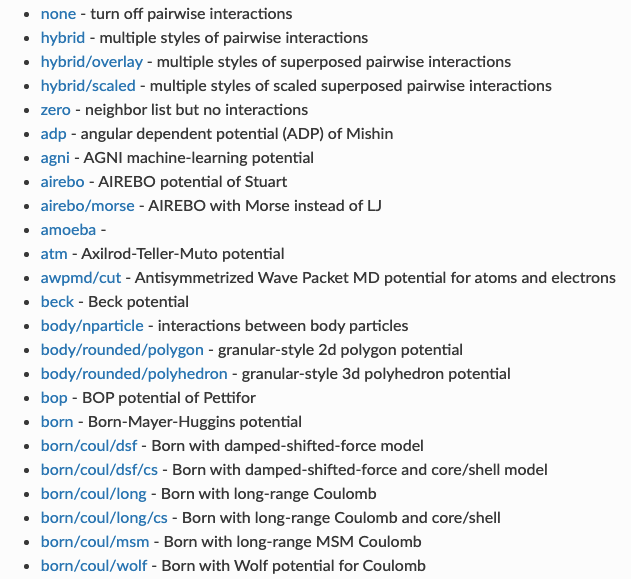 none - turn off pairwise interactions
hybrid - multiple styles of pairwise interactions
hybrid/overlay - multiple styles of superposed pairwise interactions
hybrid/scaled - multiple styles of scaled superposed pairwise interactions
zero - neighbor list but no interactions
adp - angular dependent potential (ADP) of Mishin
agni - AGNI machine-learning potential
airebo - AIREBO potential of Stuart
airebo/morse - AIREBO with Morse instead of LJ
amoeba -
atm - Axilrod-Teller-Muto potential
awpmd/cut - Antisymmetrized Wave Packet MD potential for atoms and electrons
beck - Beck potential
body/nparticle - interactions between body particles
body/rounded/polygon - granular-style 2d polygon potential
body/rounded/polyhedron - granular-style 3d polyhedron potential
bop - BOP potential of Pettifor
born - Born-Mayer-Huggins potential
born/coul/dsf - Born with damped-shifted-force model
born/coul/dsf/cs - Born with damped-shifted-force and core/shell model
born/coul/long - Born with long-range Coulomb
born/coul/long/cs - Born with long-range Coulomb and core/shell
born/coul/msm - Born with long-range MSM Coulomb
born/coul/wolf - Born with Wolf potential for Coulomb